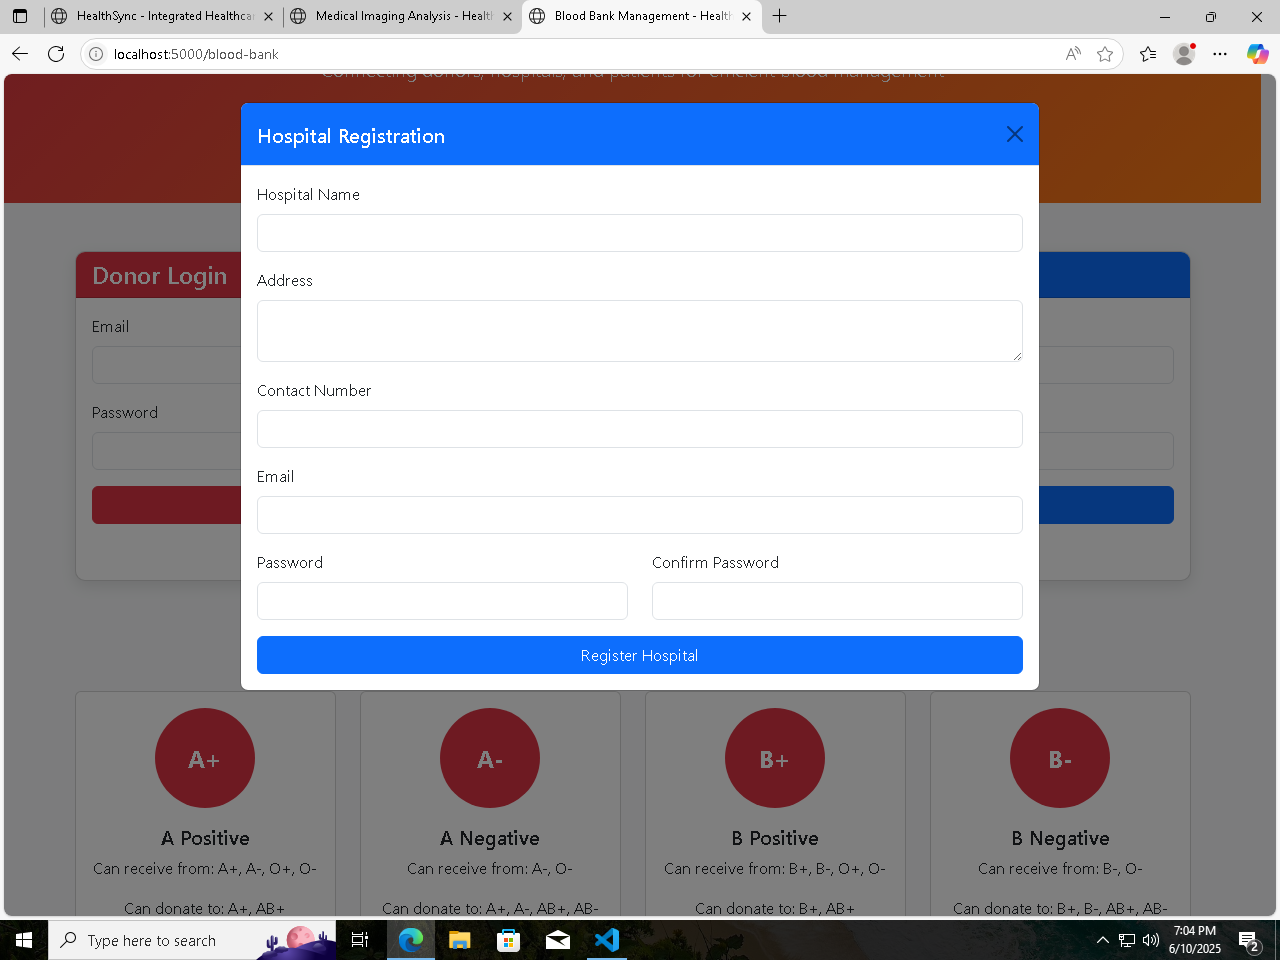 HealthSync - Integrated Healthcar
Medical Imaging Analysis - Healt
Blood Bank Management - Health
localhost:5000/blood-bank
Connecting donors, hospitals, and patients for efficient blood management
Hospital Registration
Hospital Name
Address
Contact Number
Email
Password
Confirm Password
Register Hospital
Donor Login
Email
Password
A+
A-
B+
B-
A Positive
A Negative
B Positive
B Negative
Can receive from: A+, A-, O+, O-
Can receive from: A-, O-
Can receive from: B+, B-, O+, O-
Can receive from: B-, O-
Can donate to: A+, AB+
Can donate to: A+, A-, AB+, AB-
Can donate to: B+, AB+
Can donate to: B+, B-, AB+, AB-
Type here to search
7:04 PM
6/10/2025
2